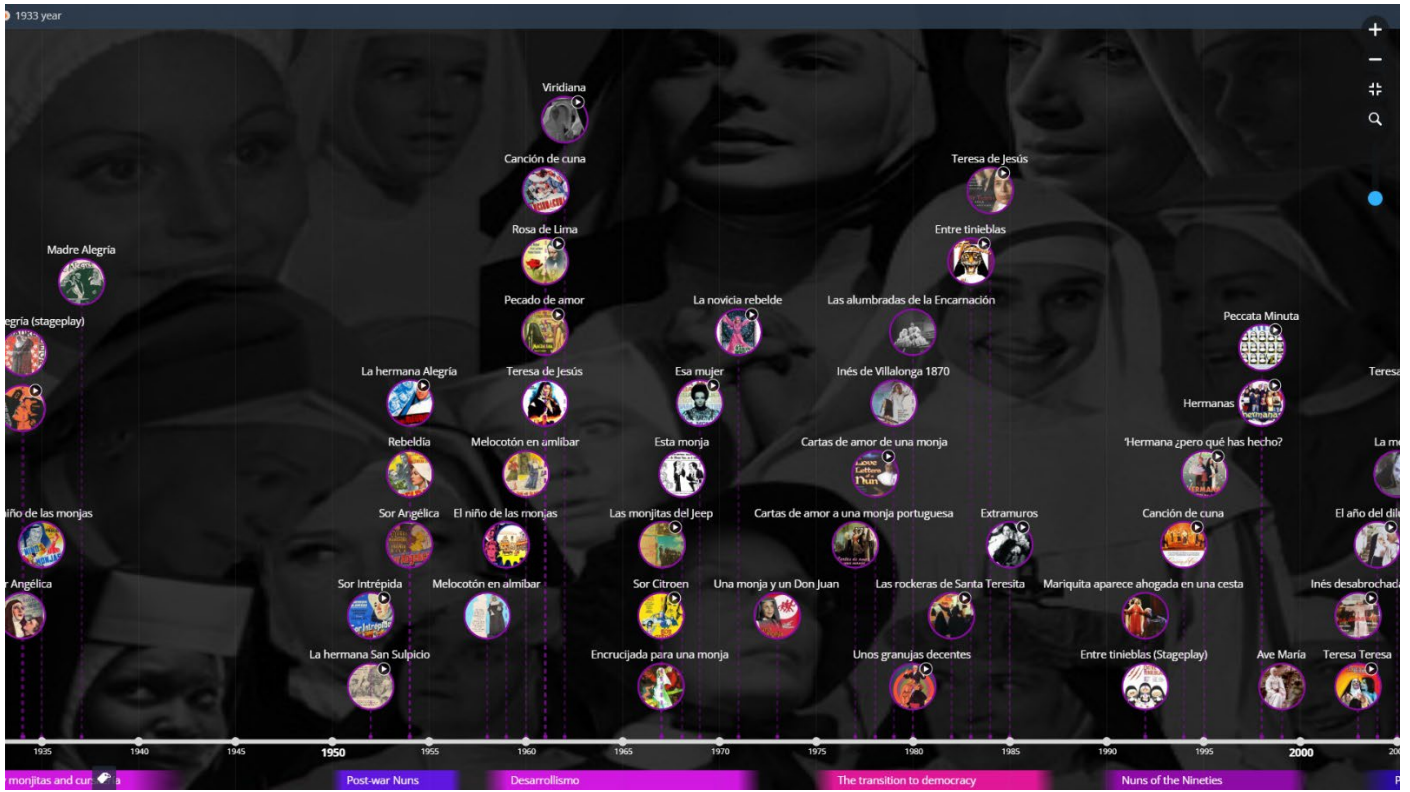 1933 year
Viridiana
Canción de cuna
Teresa de Jesús
Rosa de Lima
Entre tinieblas
Madre Alegría
Pecado de amor
La novicia rebelde
Las alumbradas de la Encarnación
egría (stageplay)
Peccata Minuta
La hermana Alegría
Teresa de Jesús
Esa mujer
Inés de Villalonga 1870
Teresa
Hermanas
Rebeldía
Melocotón en amlíbar
Esta monja
Cartas de amor de una monja
'Hermana ¿pero qué has hecho?
La m
iño de las monjas
Sor Angélica
El niño de las monjas
Las monjitas del Jeep
Cartas de amor a una monja portuguesa
Extramuros
Canción de cuna
El año del dil
r Angélica
Sor Intrépida
Melocotón en almíbar
Sor Citroen
Una monja y un Don Juan
Las rockeras de Santa Teresita
Mariquita aparece ahogada en una cesta
Inés desabrochada
La hermana San Sulpicio
Encrucijada para una monja
Unos granujas decentes
Entre tinieblas (Stageplay)
Ave María
Teresa Teresa
1935 1940 1945 1950 1955 1960 1965 1970 1975 1980 1985 1990 1995 2000 200
monjitas and cur
Post-war Nuns
Desarrollismo
The transition to democracy
Nuns of the Nineties
P